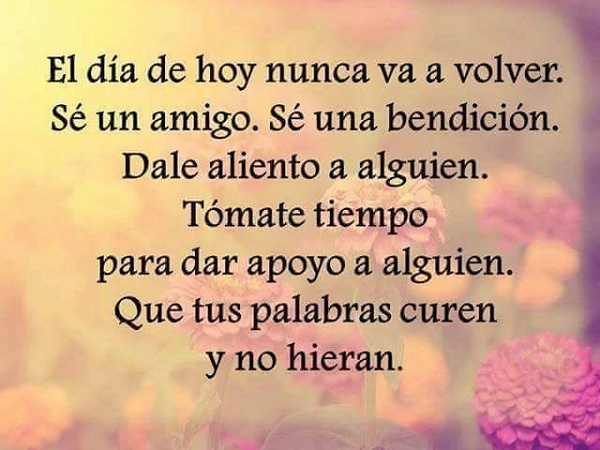 El día de hoy nunca va a volver.
Sé un amigo. Sé una bendición.
Dale aliento a alguien.
Tómate tiempo
para dar apoyo a alguien.
Que tus palabras curen
y no hieran.